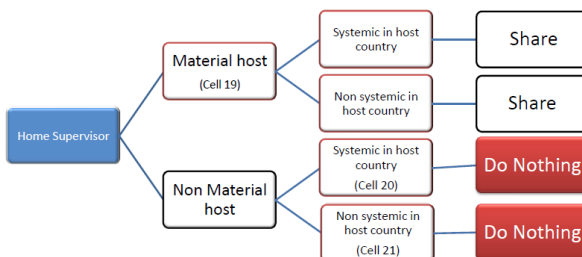 Home Supervisor
Material host
(Cell 19)
Systemic in host
country
Share
Non systemic in
host country
Share
Non Material
host
Systemic in host
country
(Cell 20)
Do Nothing
Non systemic in
host country
(Cell 21)
Do Nothing